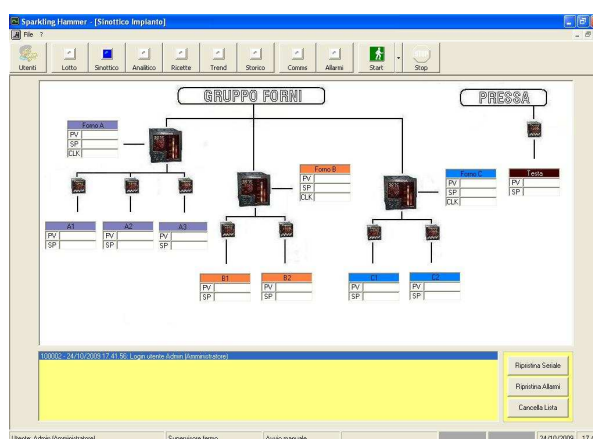 Sparkling Hammer - [Sinottico Impianto]
File ?
Utenti Lotto Sinottico Analitico Ricette Trend Storico Comms Allarmi Start Stop
GRUPPO FORNI PRESSA
Forno A
PV
SP
CLK
Forno B
PV
SP
CLK
Forno C
PV
SP
CLK
Testa
PV
SP
A1 A2 A3
PV PV PV
SP SP SP
B1 B2 C1 C2
PV PV PV PV
SP SP SP SP
100002 - 24/10/2009 17.41.56: Login utente Admin (Amministratore)
Ripristina Seriale
Ripristina Allarmi
Cancella Lista
Utente: Admin (Amministratore) Supervisore fermo Avvio manuale 24/10/2009